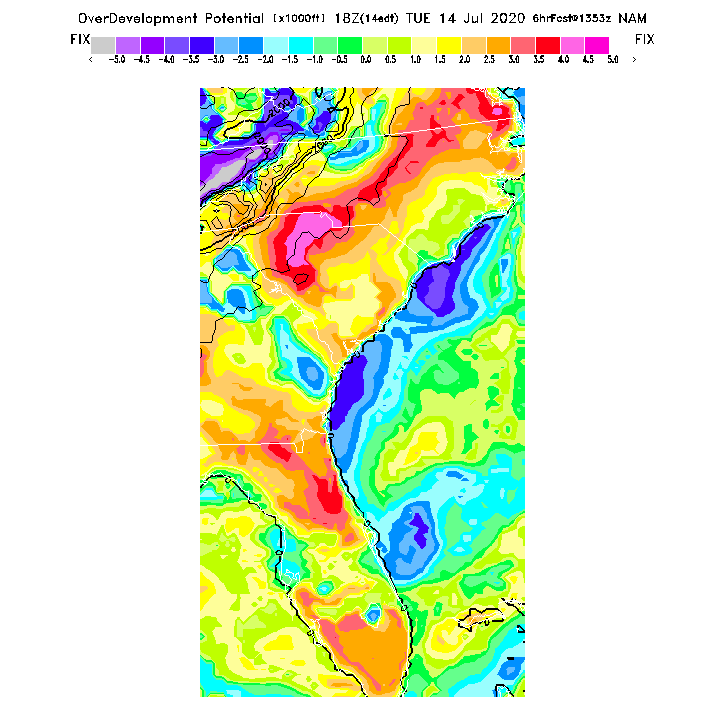 OverDevelopment Potential [x1000ft] 18Z(14edt) TUE 14 Jul 2020 6hrFcst@1353z NAM
FIX FIX
< -5.0 -4.5 -4.0 -3.5 -3.0 -2.5 -2.0 -1.5 -1.0 -0.5 0.0 0.5 1.0 1.5 2.0 2.5 3.0 3.5 4.0 4.5 5.0 >